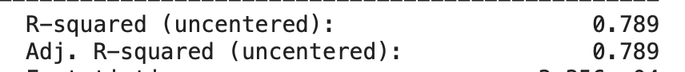 R-squared (uncentered): 0.789
Adj. R-squared (uncentered): 0.789